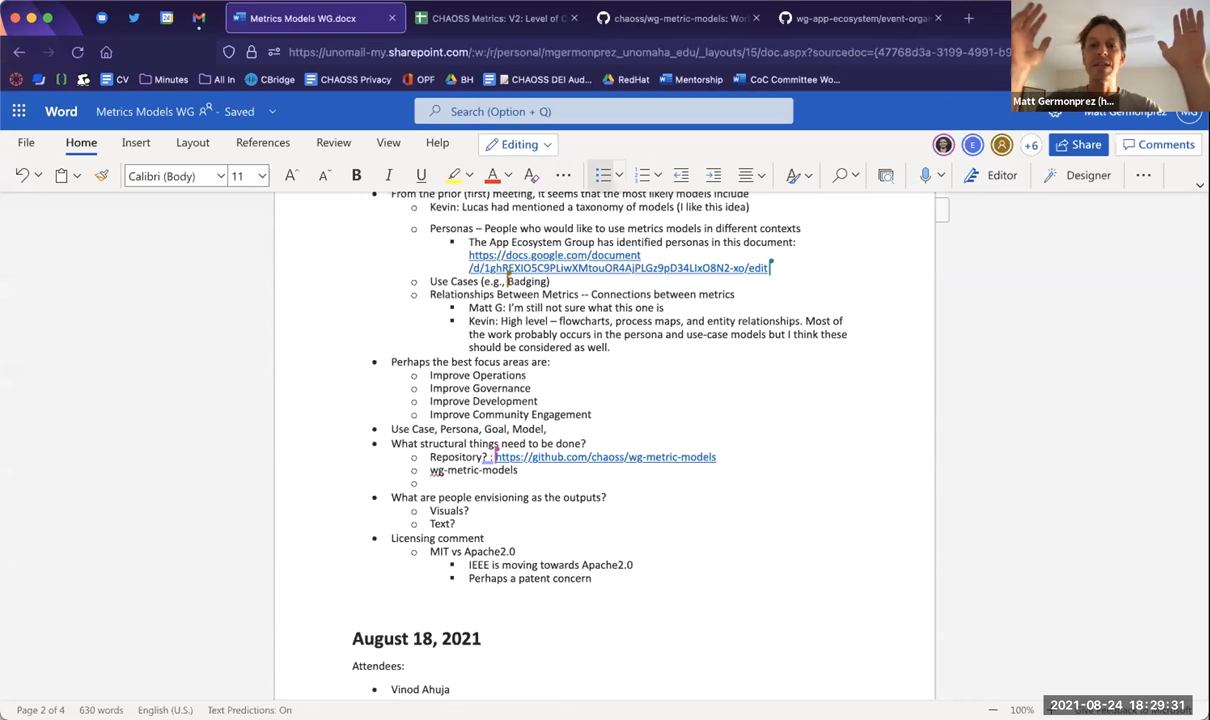 Metrics Models WG.docx
CHAOSS Metrics: V2: Level of C
chaoss/wg-metric-models: Wor
wg-app-ecosystem/event-organ
https://unomail-my.sharepoint.com/:w:/r/personal/mgermonprez_unomaha_edu/_layouts/15/doc.aspx?sourcedoc={47768d3a-3199-4991-b9
CV
Minutes
All In
CBridge
CHAOSS Privacy
OPF
BH
CHAOSS DEI Aud...
RedHat
Mentorship
CoC Committee Wo...
Matt Germonprez (h...
Word
Metrics Models WG
- Saved
Search (Option + Q)
Matt Germonprez
MG
File
Home
Insert
Layout
References
Review
View
Help
Editing
E
A
+6
Share
Comments
Calibri (Body)
11
Editor
Designer
From the prior (first) meeting, it seems that the most likely models include
Kevin: Lucas had mentioned a taxonomy of models (I like this idea)
Personas – People who would like to use metrics models in different contexts
The App Ecosystem Group has identified personas in this document:
https://docs.google.com/document
/d/1ghREXIO5C9PLiwXMtouOR4AjPLGz9pD34LIxO8N2-xo/edit
Use Cases (e.g., Badging)
Relationships Between Metrics -- Connections between metrics
Matt G: I'm still not sure what this one is
Kevin: High level – flowcharts, process maps, and entity relationships. Most of
the work probably occurs in the persona and use-case models but I think these
should be considered as well.
Perhaps the best focus areas are:
Improve Operations
Improve Governance
Improve Development
Improve Community Engagement
Use Case, Persona, Goal, Model,
What structural things need to be done?
Repository? : https://github.com/chaoss/wg-metric-models
wg-metric-models
What are people envisioning as the outputs?
Visuals?
Text?
Licensing comment
MIT vs Apache2.0
IEEE is moving towards Apache2.0
Perhaps a patent concern
August 18, 2021
Attendees:
Vinod Ahuja
Page 2 of 4
630 words
English (U.S.)
Text Predictions: On
100%
2021-08-24 18:29:31